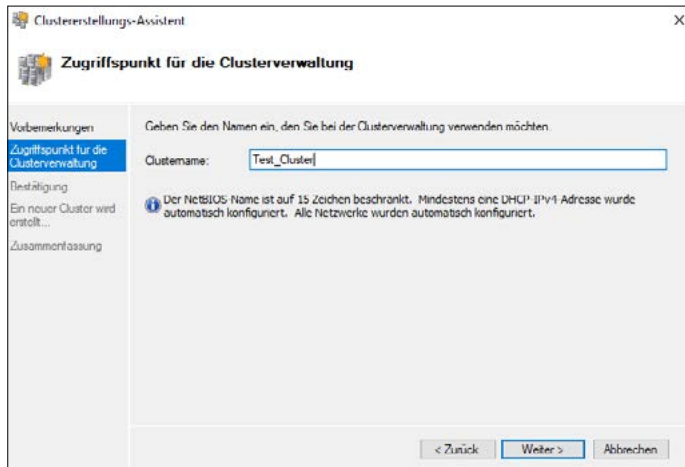 Clustererstellungs-Assistent
Zugriffspunkt für die Clusterverwaltung
Vorbemerkungen
Zugriffspunkt für die
Clusterverwaltung
Bestätigung
Ein neuer Cluster wird
erstellt...
Zusammenfassung
Geben Sie den Namen ein, den Sie bei der Clusterverwaltung verwenden möchten.
Clustername:
Test_Cluster
Der NetBIOS-Name ist auf 15 Zeichen beschränkt. Mindestens eine DHCP-IPv4-Adresse wurde
automatisch konfiguriert. Alle Netzwerke wurden automatisch konfiguriert.
< Zurück
Weiter >
Abbrechen